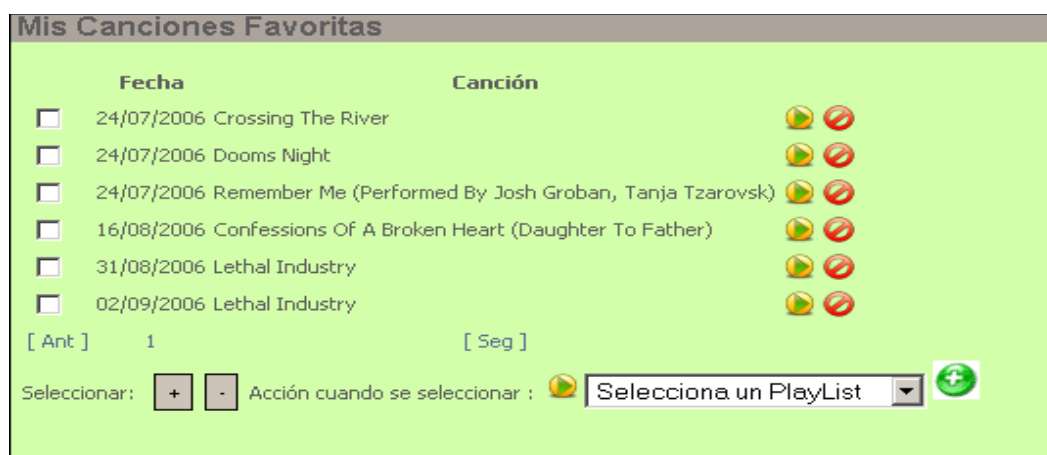 Mis Canciones Favoritas
Fecha Canción
24/07/2006 Crossing The River
24/07/2006 Dooms Night
24/07/2006 Remember Me (Performed By Josh Groban, Tanja Tzarovsk)
16/08/2006 Confessions Of A Broken Heart (Daughter To Father)
31/08/2006 Lethal Industry
02/09/2006 Lethal Industry
[ Ant ] 1 [ Seg ]
Seleccionar: + - Acción cuando se seleccionar : Selecciona un PlayList